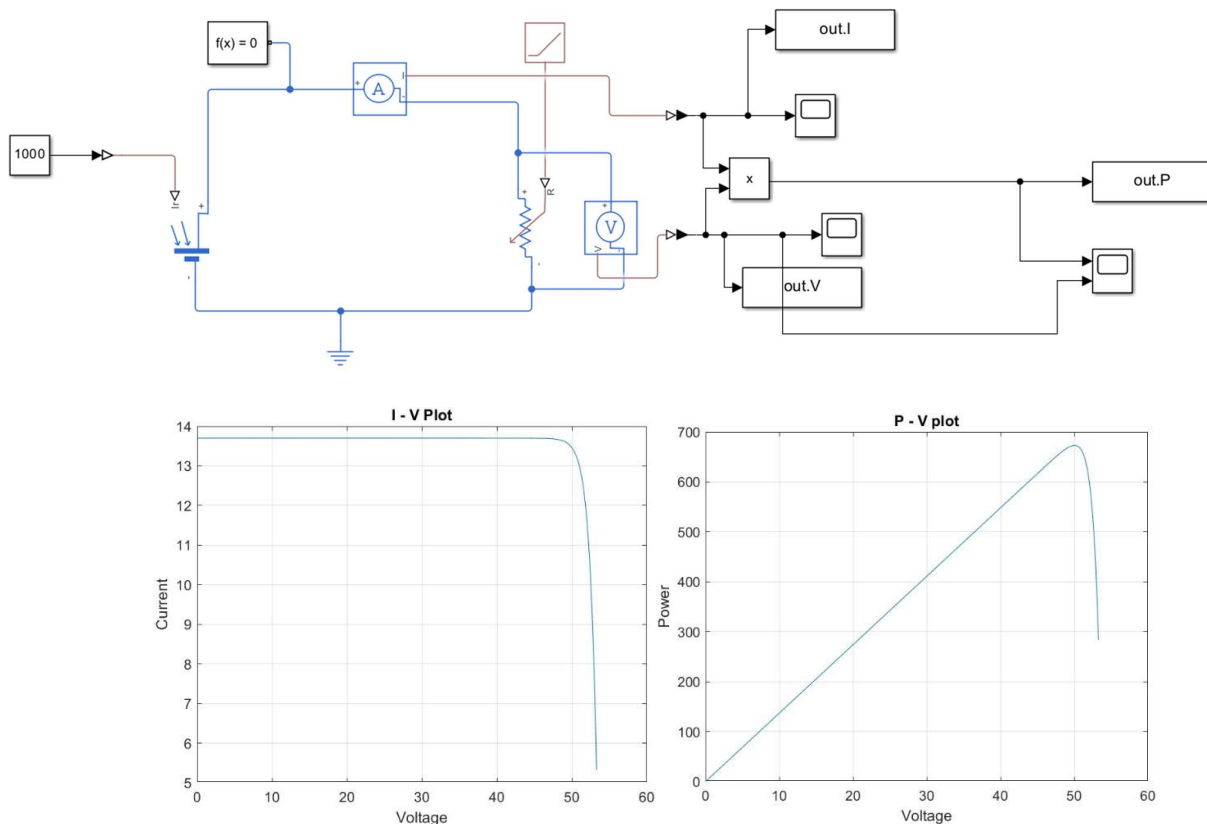 f(x) = 0
out.I
+
A
I
-
1000
Ir
+
-
+
R
-
+
V
V
-
x
out.P
out.V
I - V Plot
14
13
12
11
10
9
8
7
6
5
Current
0 10 20 30 40 50 60
Voltage
P - V plot
700
600
500
400
300
200
100
0
Power
0 10 20 30 40 50 60
Voltage